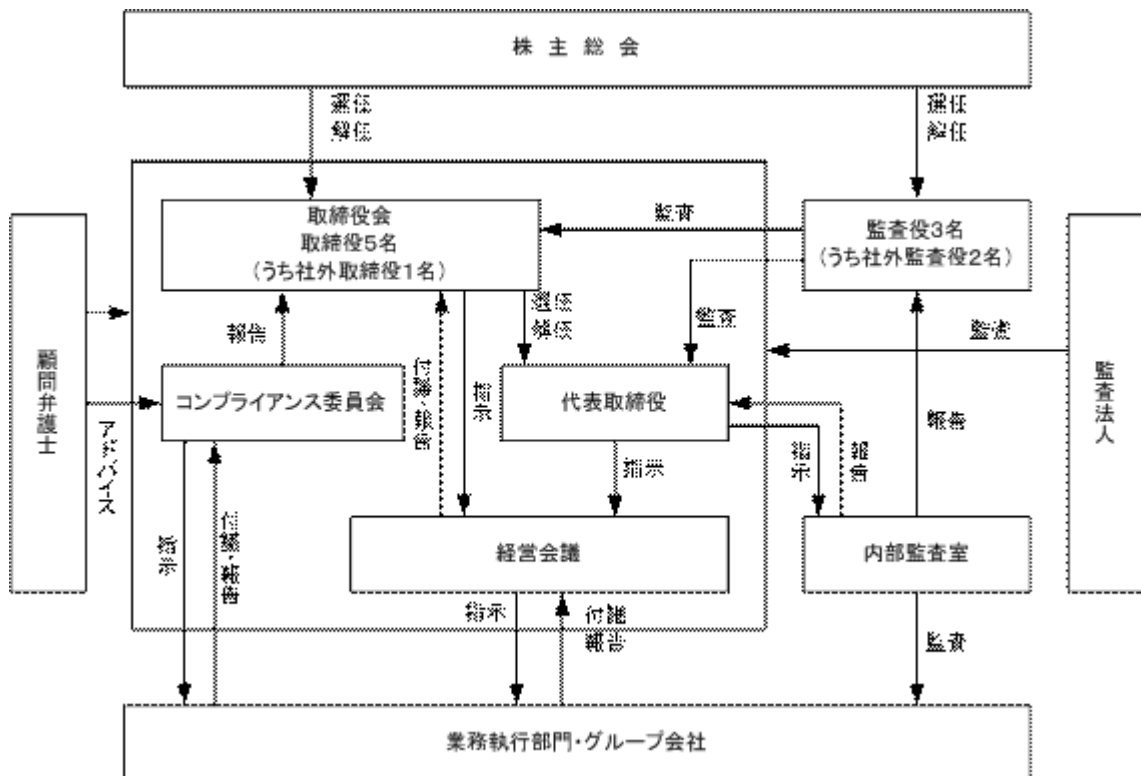 株主総会
選任
解任
選任
解任
取締役会
取締役5名
(うち社外取締役1名)
監査
監査役3名
(うち社外監査役2名)
選任
解任
監査
報告
監査
顧問弁護士
コンプライアンス委員会
付議・報告
指示
代表取締役
監査法人
報告
アドバイス
指示
指示
報告
経営会議
内部監査室
指示
付議・報告
指示
付議
報告
監査
業務執行部門・グループ会社